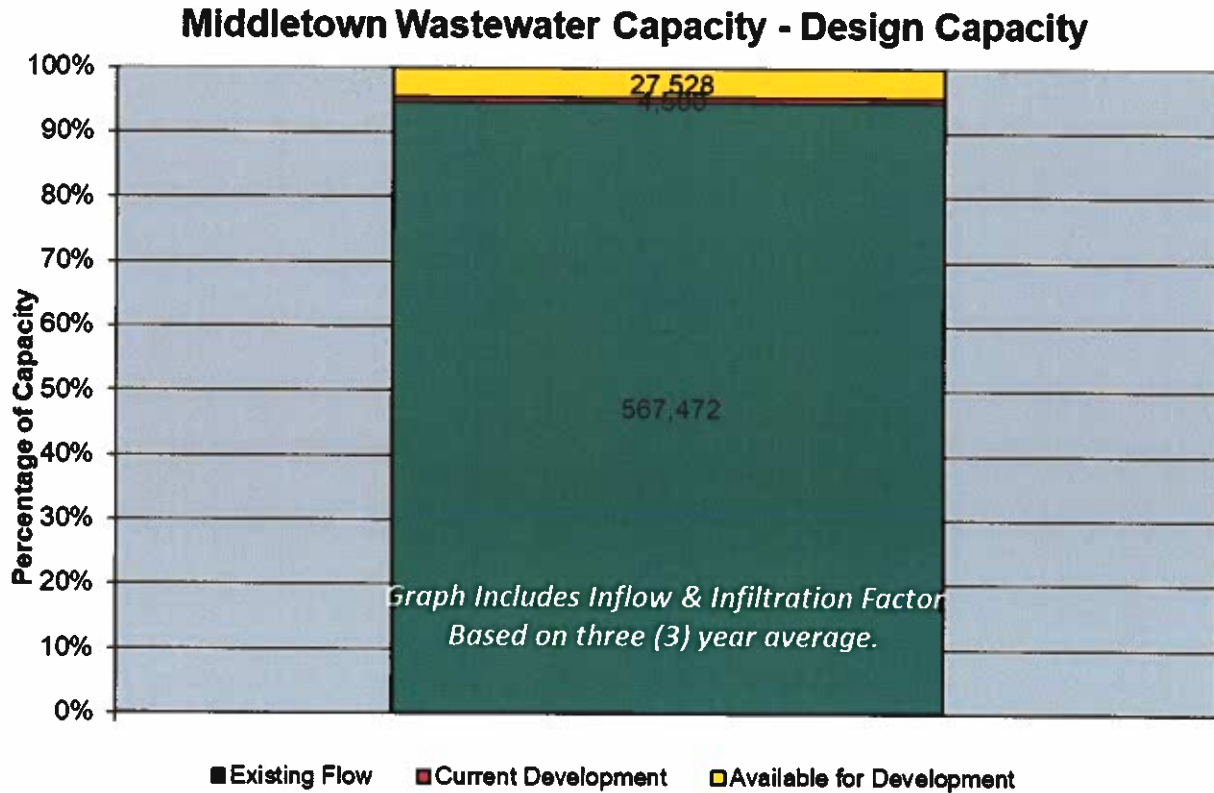 Middletown Wastewater Capacity - Design Capacity
100%
90%
80%
70%
60%
50%
40%
30%
20%
10%
0%
Percentage of Capacity
27,528
567,472
Graph Includes Inflow & Infiltration Factor
Based on three (3) year average.
Existing Flow Current Development Available for Development